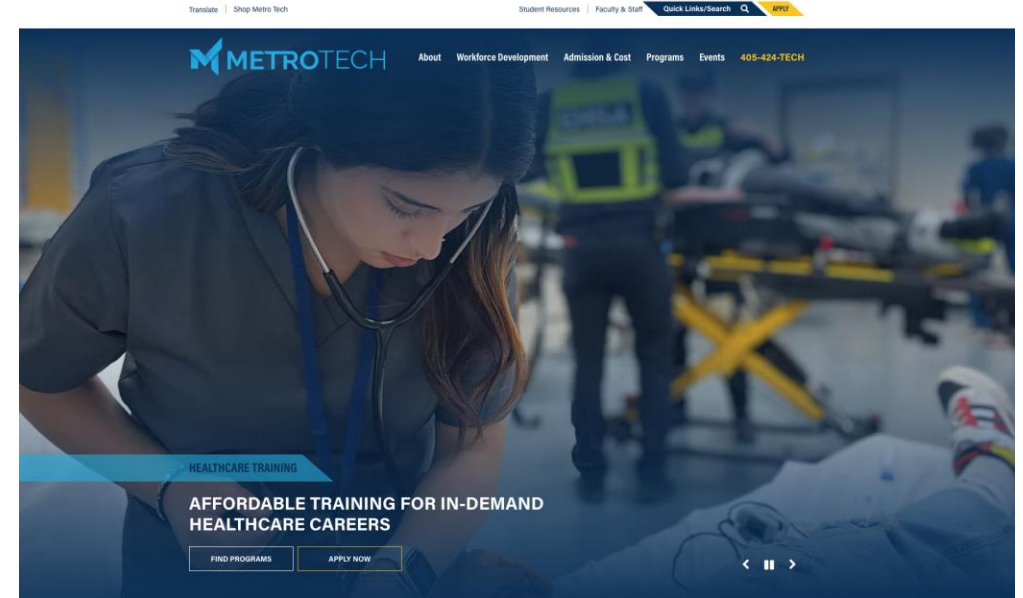 Translate | Shop Metro Tech
Student Resources | Faculty & Staff
Quick Links/Search
APPLY
METROTECH
About
Workforce Development
Admission & Cost
Programs
Events
405-424-TECH
HEALTHCARE TRAINING
AFFORDABLE TRAINING FOR IN-DEMAND
HEALTHCARE CAREERS
FIND PROGRAMS
APPLY NOW